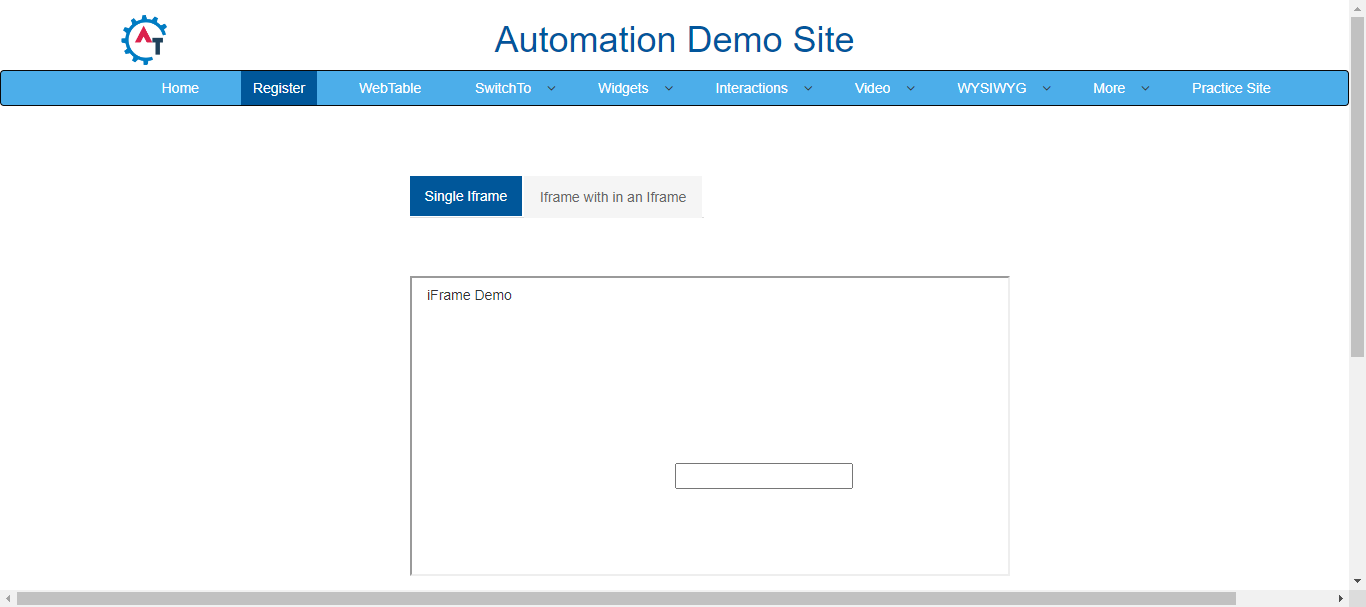 AT
Automation Demo Site
Home Register WebTable SwitchTo Widgets Interactions Video WYSIWYG More Practice Site
Single Iframe Iframe with in an Iframe
iFrame Demo